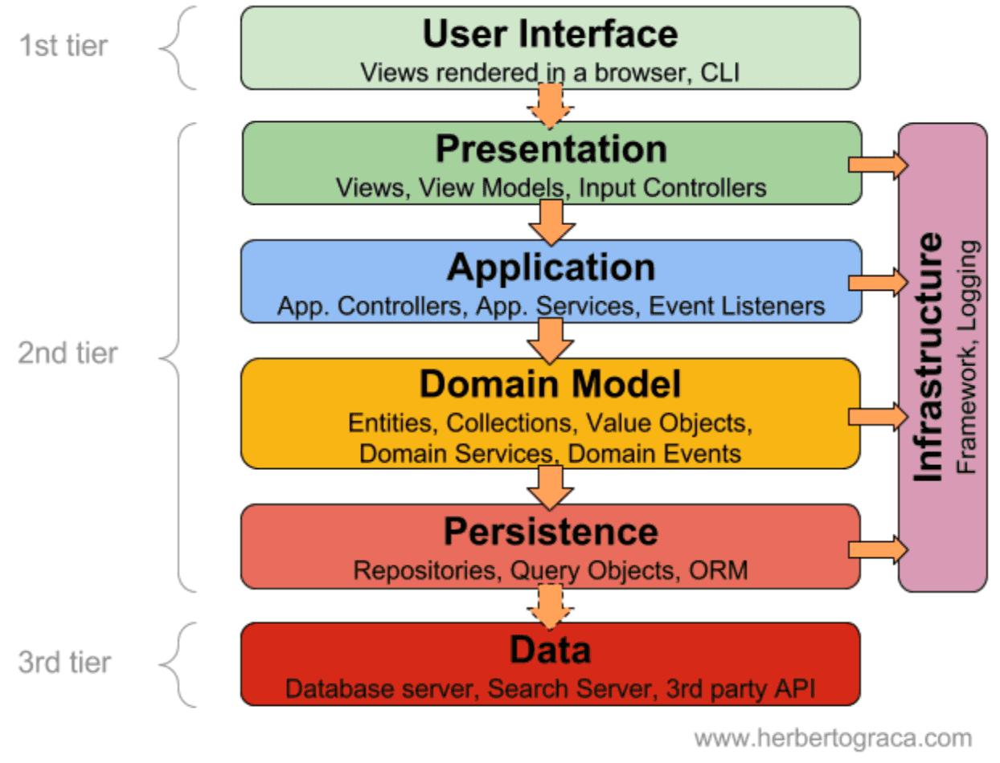 1st tier
User Interface
Views rendered in a browser, CLI
2nd tier
Presentation
Views, View Models, Input Controllers
Application
App. Controllers, App. Services, Event Listeners
Domain Model
Entities, Collections, Value Objects,
Domain Services, Domain Events
Persistence
Repositories, Query Objects, ORM
Infrastructure
Framework, Logging
3rd tier
Data
Database server, Search Server, 3rd party API
www.herbertograca.com